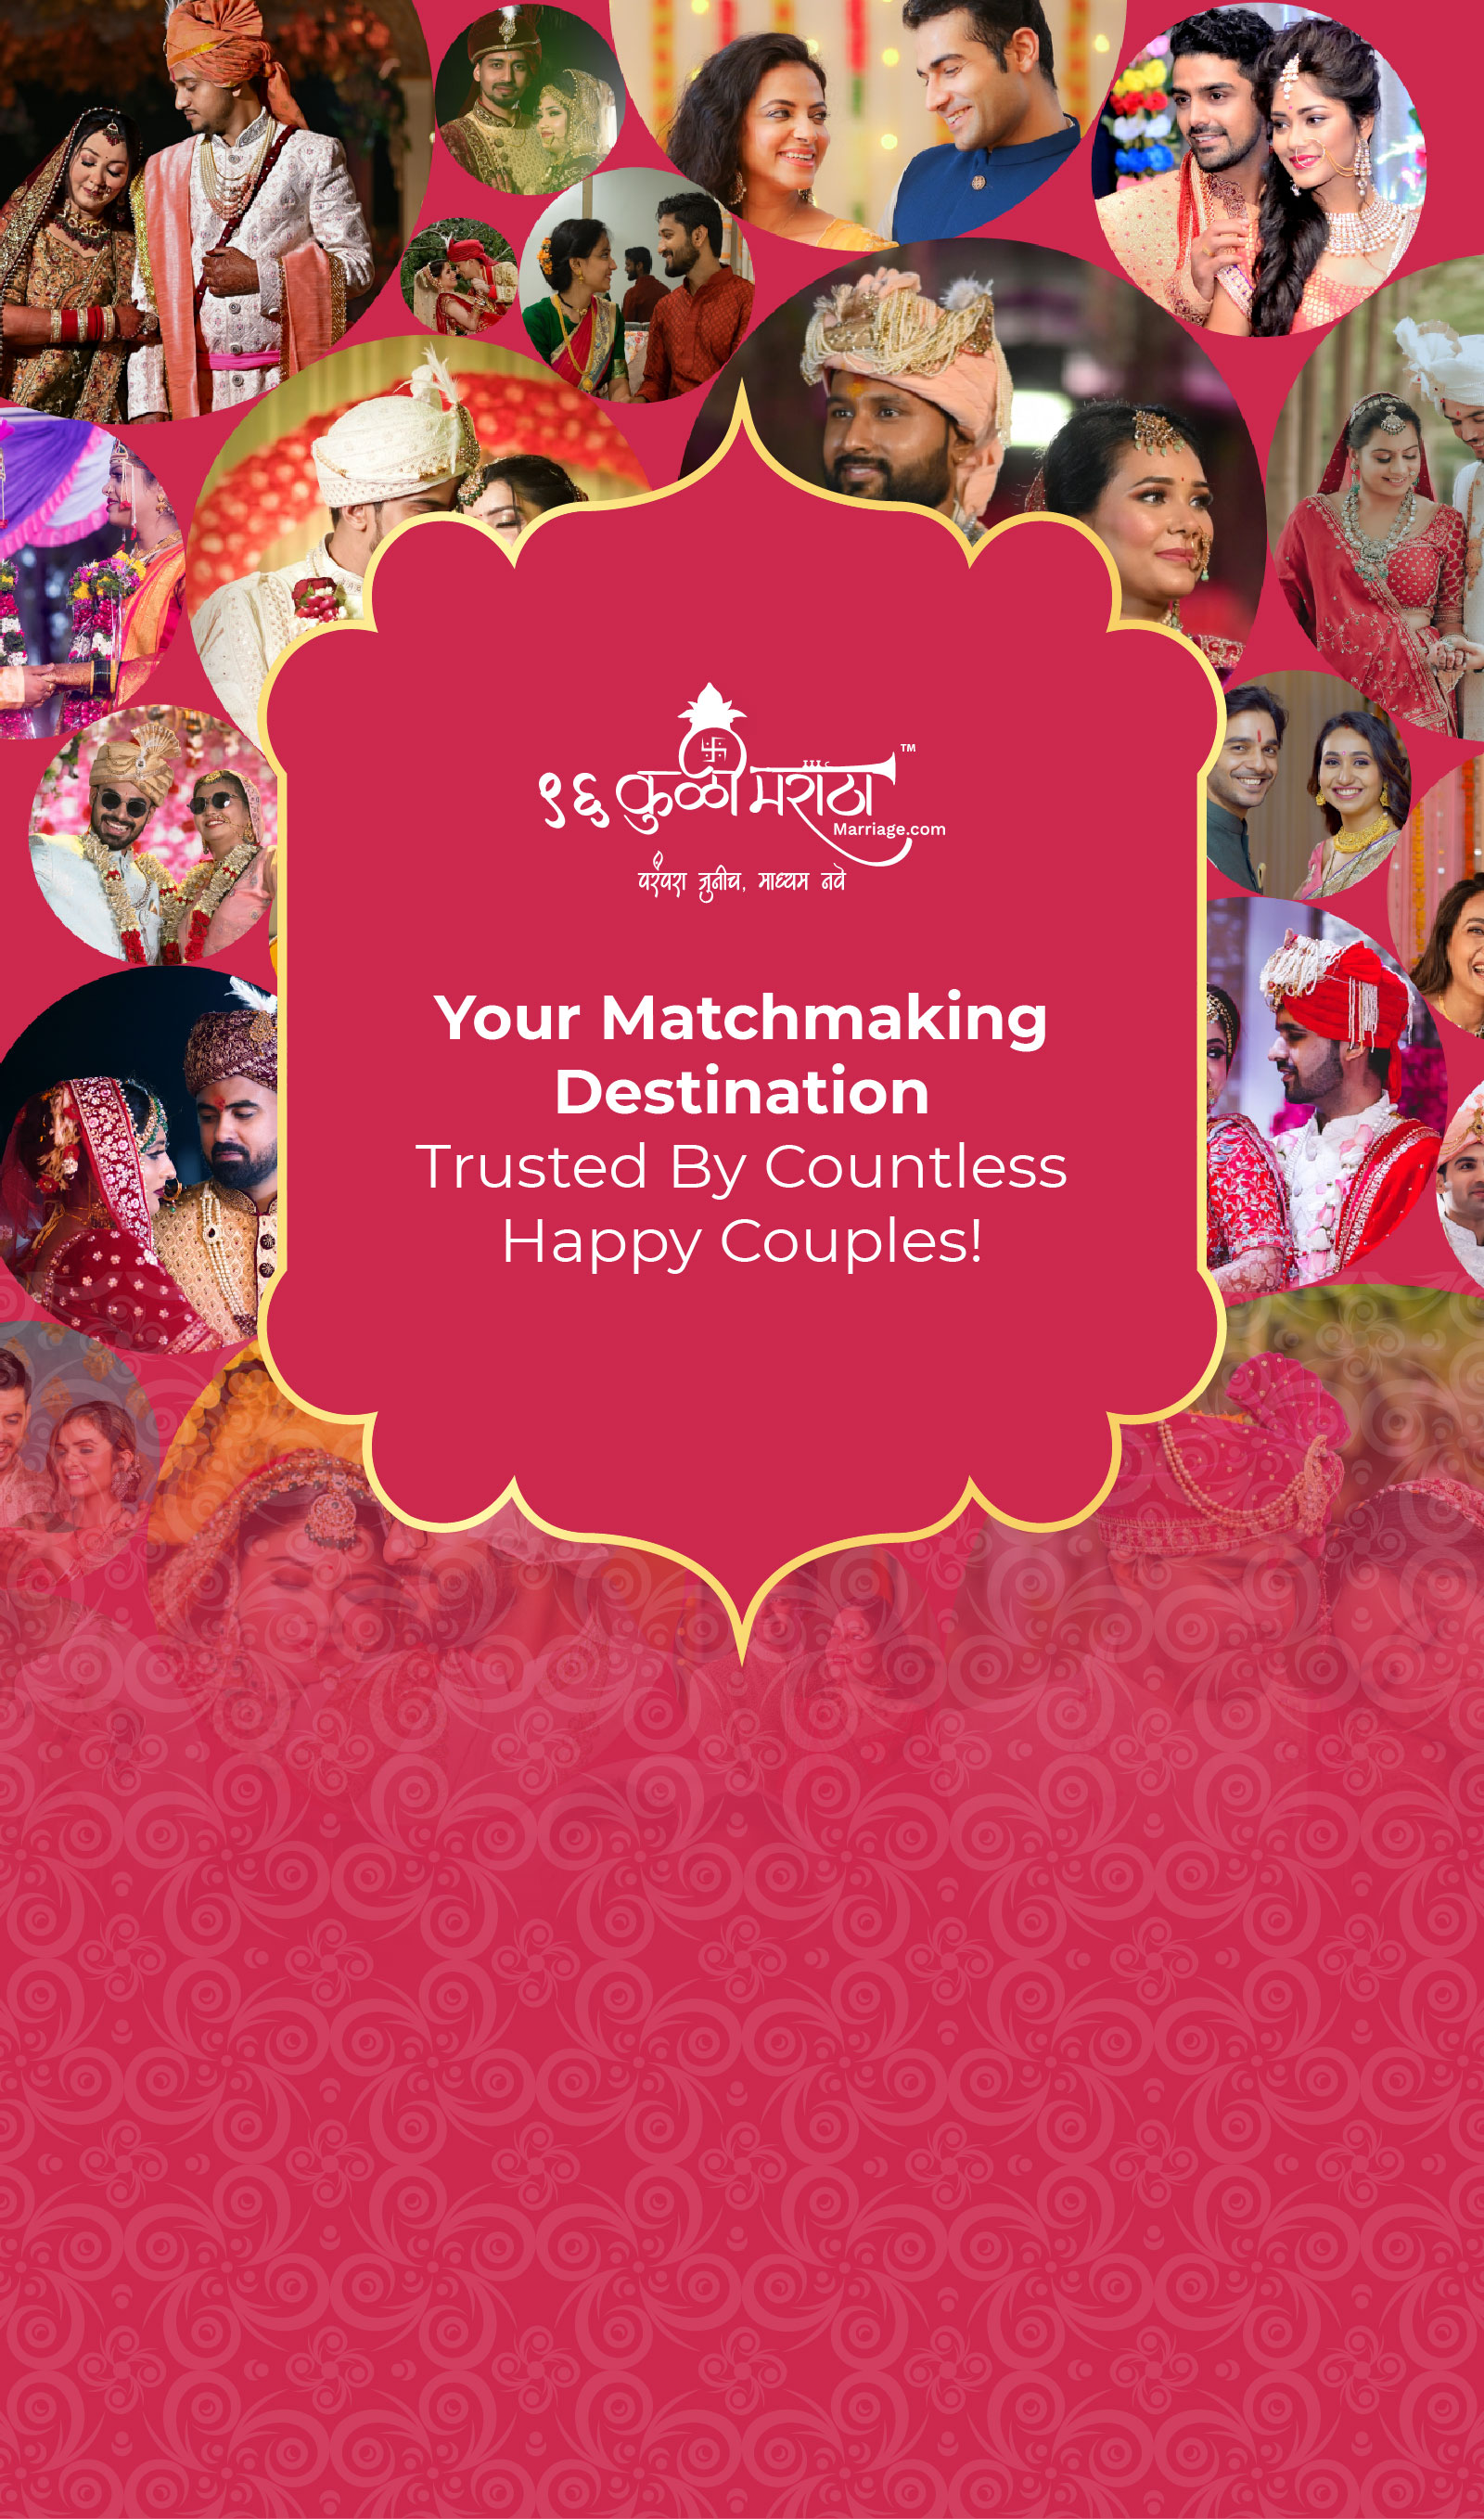 ९६ कुळी मराठा™
Marriage.com
परंपरा जुनीच, माध्यम नवे
Your Matchmaking
Destination
Trusted By Countless
Happy Couples!